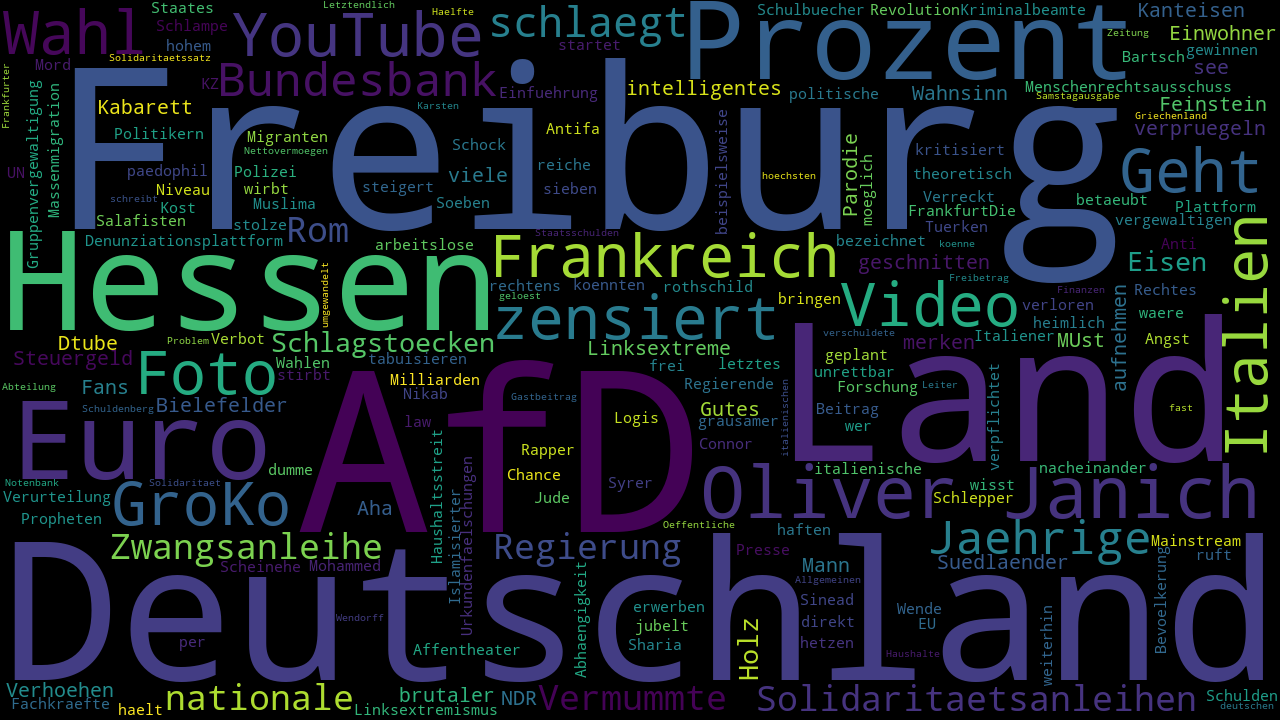 Wahl
Staates
Schlampe
hohem
Mord
Solidaritaetssatz
Letztendlich
Haelfte
YouTube
schlaegt
startet
Prozent
Schulbuecher
Revolution
Kriminalbeamte
Kanteisen
Zeitung
Einwohner
Bartsch
gewinnen
see
Frankfurter
KZ
Bundesbank
Karsten
Einfuehrung
intelligentes
politische
Wahnsinn
Menschenrechtsausschuss
Samstagausgabe
Feinstein
Griechenland
verpruegeln
Gruppenvergewaltigung
Massenmigration
Kabarett
Politikern
Migranten
Nettovermoegen
Freiburg
Antifa
Schock
beispielsweise
Parodie
moeglich
kritisiert
Geht
UN
paedophil
Niveau
Polizei
wirbt
steigert
viele
reiche
sieben
hoechsten
theoretisch
betaeubt
Plattform
schreibt
Kost
Muslima
Soeben
Verreckt
FrankfurtDie
vergewaltigen
Salafisten
stolze
Rom
Staatsschulden
Tuerken
Denunziationsplattform
arbeitslose
Frankreich
bezeichnet
koenne
Anti
Italien
Hessen
umgewandelt
rechtens
koennten
rothschild
geschnitten
Eisen
geloest
zensiert
bringen
Video
Freibetrag
Finanzen
Rechtes
verloren
aufnehmen
waere
Dtube
Problem
Verbot
Schlagstoecken
Linksextreme
verschuldete
Italiener
heimlich
MUst
Angst
Steuergeld
Foto
Wahlen
tabuisieren
frei
letztes
geplant
merken
unrettbar
Land
Abteilung
Fans
stirbt
Milliarden
Nikab
AfD
Gastbeitrag
Regierende
italienischen
Forschung
Leiter
verpflichtet
Schuldenberg
Bielefelder
law
Logis
Gutes
grausamer
Beitrag
wer
fast
Euro
dumme
Haushaltsstreit
Rapper
Connor
Chance
italienische
nacheinander
Notenbank
Solidaritaet
Jude
Syrer
Oliver
Janich
wisst
Schlepper
Verurteilung
GroKo
Aha
Islamisierter
Urkundenfaelschungen
Propheten
Oeffentliche
haften
Jaehrige
Mainstream
Zwangsanleihe
Regierung
Presse
Mann
Suedlaender
ruft
Scheinehe
Mohammed
Allgemeinen
Deutschland
Abhaengigkeit
Sinead
Wende
weiterhin
Bevoelkerung
Wendorff
erwerben
direkt
EU
per
jubelt
Holz
hetzen
Affentheater
Sharia
Haushalte
Verhoehen
nationale
brutaler
NDR
Vermummte
Solidaritaetsanleihen
Schulden
Fachkraefte
haelt
Linksextremismus
deutschen